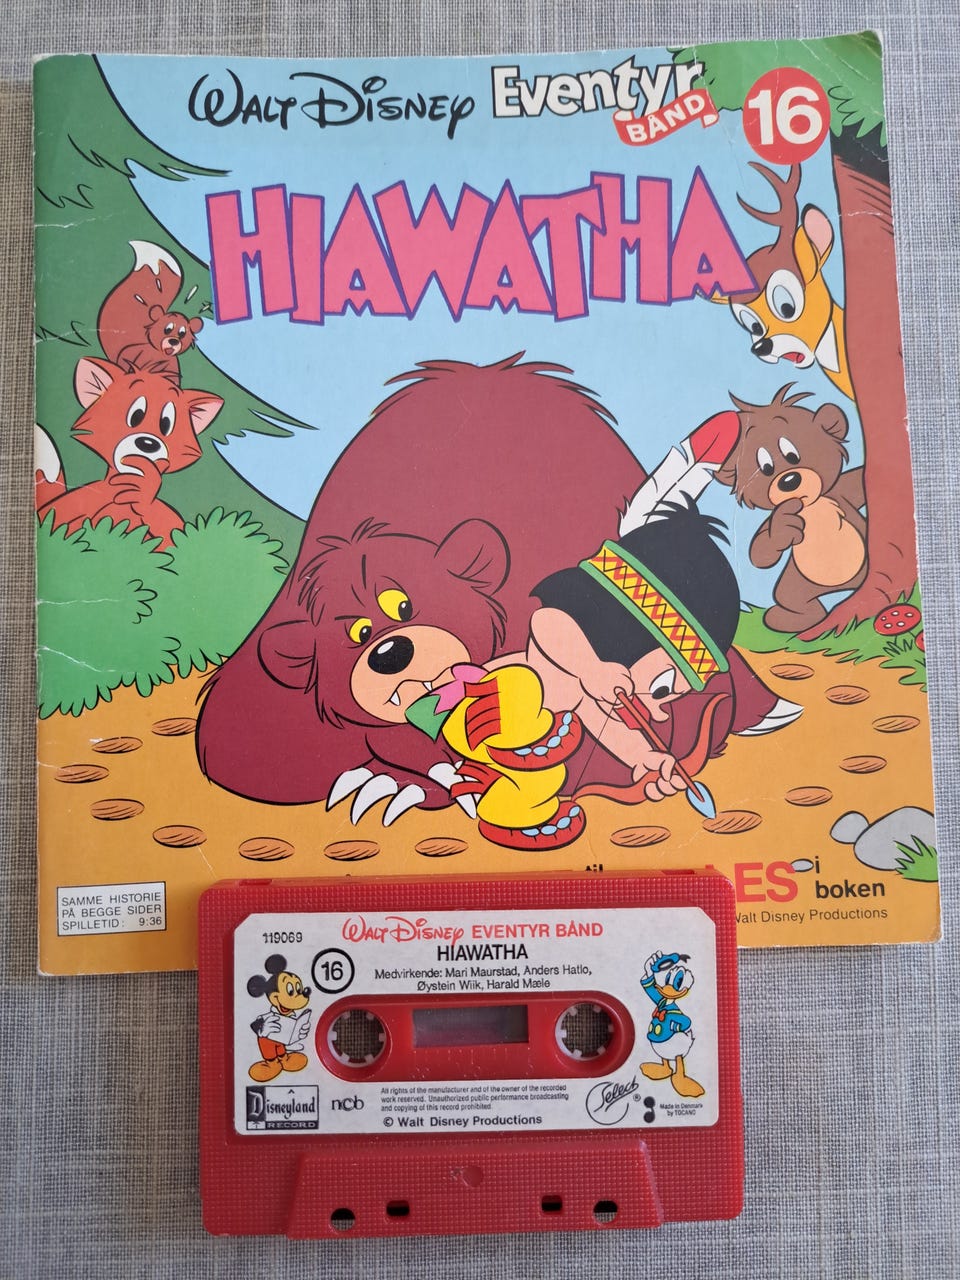 WALT DISNEY Eventyr
BÅND
16
HIAWATHA
SAMME HISTORIE
PÅ BEGGE SIDER
SPILLETID: 9:36
til
LES i
boken
Walt Disney Productions
119069
WALT DISNEY EVENTYR BÅND
HIAWATHA
16
Medvirkende: Mari Maurstad, Anders Hatlo,
Øystein Wiik, Harald Mæle
All rights of the manufacturer and of the owner of the recorded
work reserved. Unauthorized public performance broadcasting
and copying of this record prohibited.
© Walt Disney Productions
Disneyland
RECORD
ncb
Select ®
Made in Denmark
by TOCANO